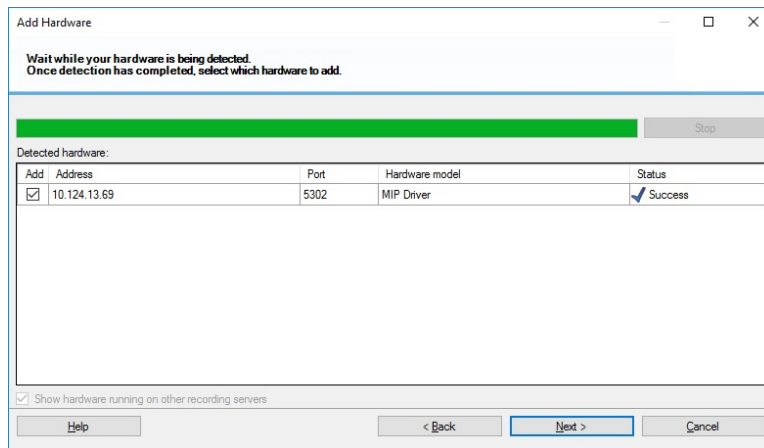 Add Hardware
Wait while your hardware is being detected.
Once detection has completed, select which hardware to add.
Stop
Detected hardware:
Add Address Port Hardware model Status
10.124.13.69 5302 MIP Driver Success
Show hardware running on other recording servers
Help < Back Next > Cancel